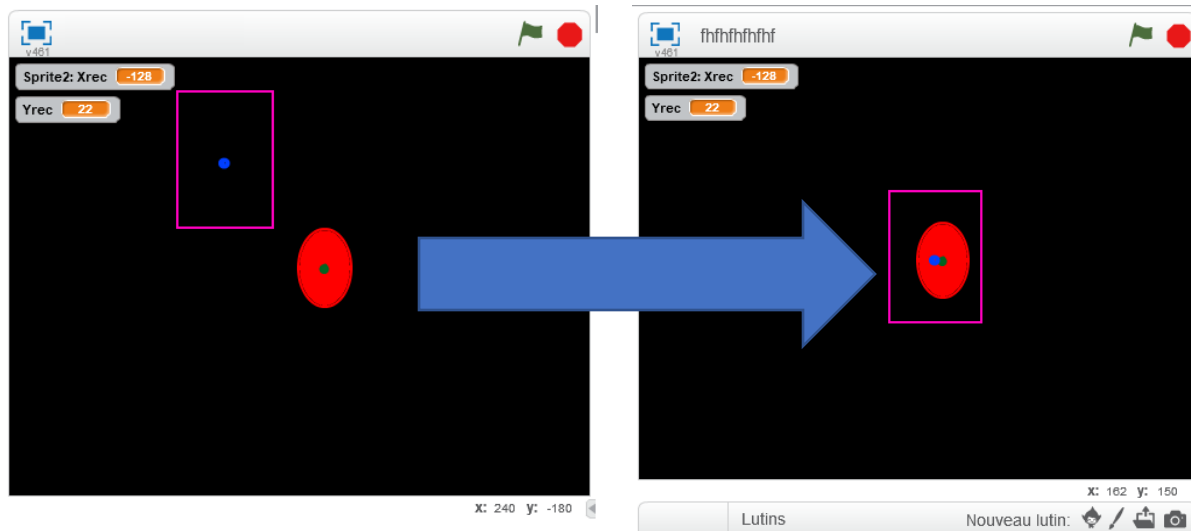 v461
Sprite2: Xrec -128
Yrec 22
x: 240 y: -180
fhfhfhfhfhf
v461
Sprite2: Xrec -128
Yrec 22
x: 162 y: 150
Lutins Nouveau lutin: